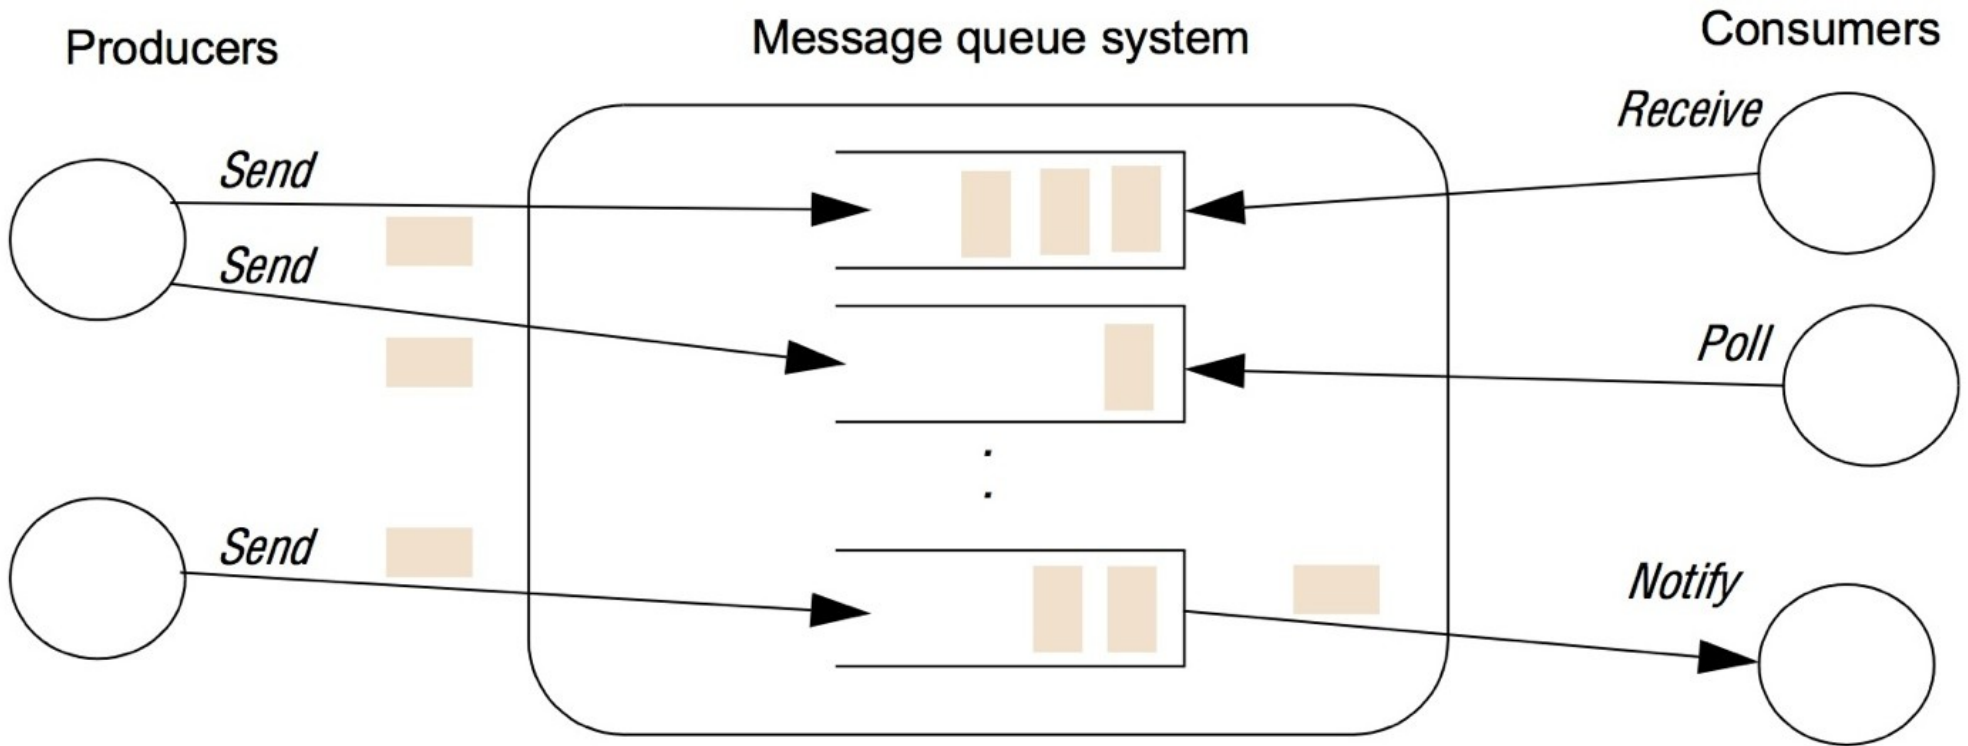 Producers
Message queue system
Consumers
Send
Receive
Send
Poll
Send
Notify